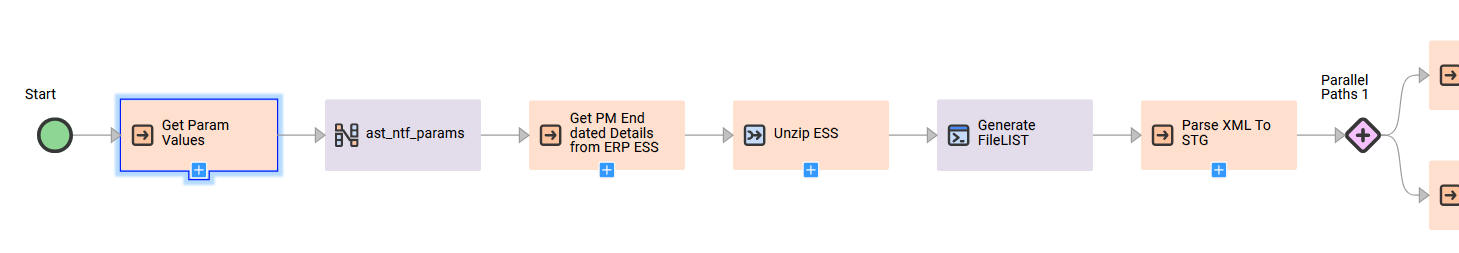 Start
Get Param
Values
ast_ntf_params
Get PM End
dated Details
from ERP ESS
Unzip ESS
Generate
FileLIST
Parse XML To
STG
Parallel
Paths 1